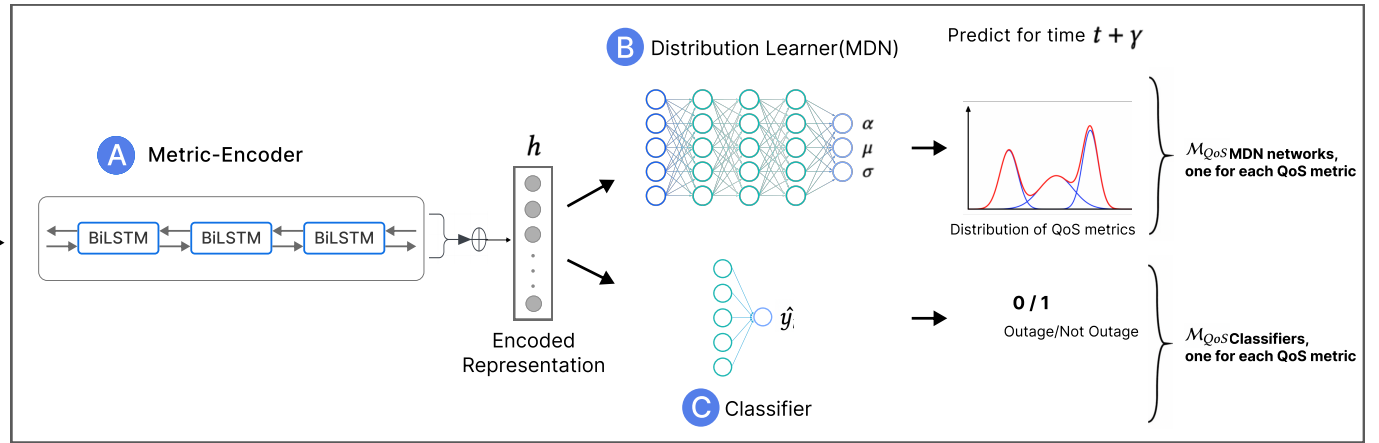 A Metric-Encoder
BiLSTM BiLSTM BiLSTM
h
Encoded
Representation
B Distribution Learner(MDN)
α
μ
σ
Predict for time t + γ
Distribution of QoS metrics
M_QoS MDN networks,
one for each QoS metric
ŷ
C Classifier
0 / 1
Outage/Not Outage
M_QoS Classifiers,
one for each QoS metric